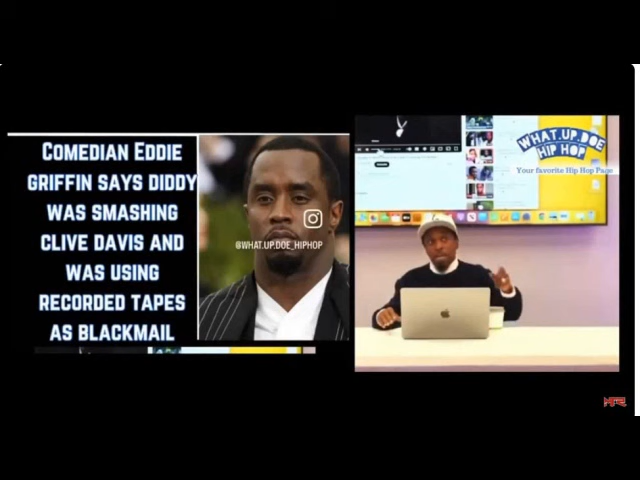 COMEDIAN EDDIE
GRIFFIN SAYS DIDDY
WAS SMASHING
CLIVE DAVIS AND
WAS USING
RECORDED TAPES
AS BLACKMAIL
@WHAT.UP.DOE_HIPHOP
WHAT.UP.DOE
HIP HOP
Your favorite Hip Hop Page